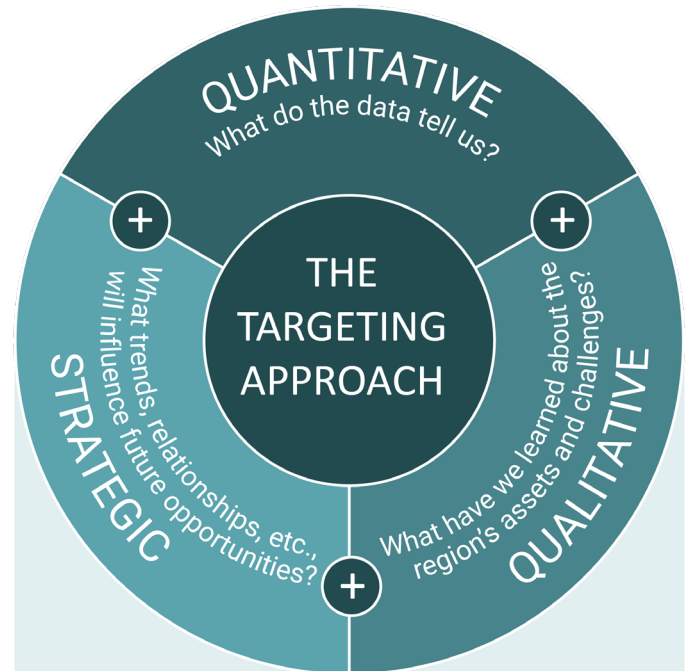 QUANTITATIVE
What do the data tell us?
+
+
THE
TARGETING
APPROACH
What trends, relationships, etc.,
will influence future opportunities?
STRATEGIC
What have we learned about the
region's assets and challenges?
QUALITATIVE
+